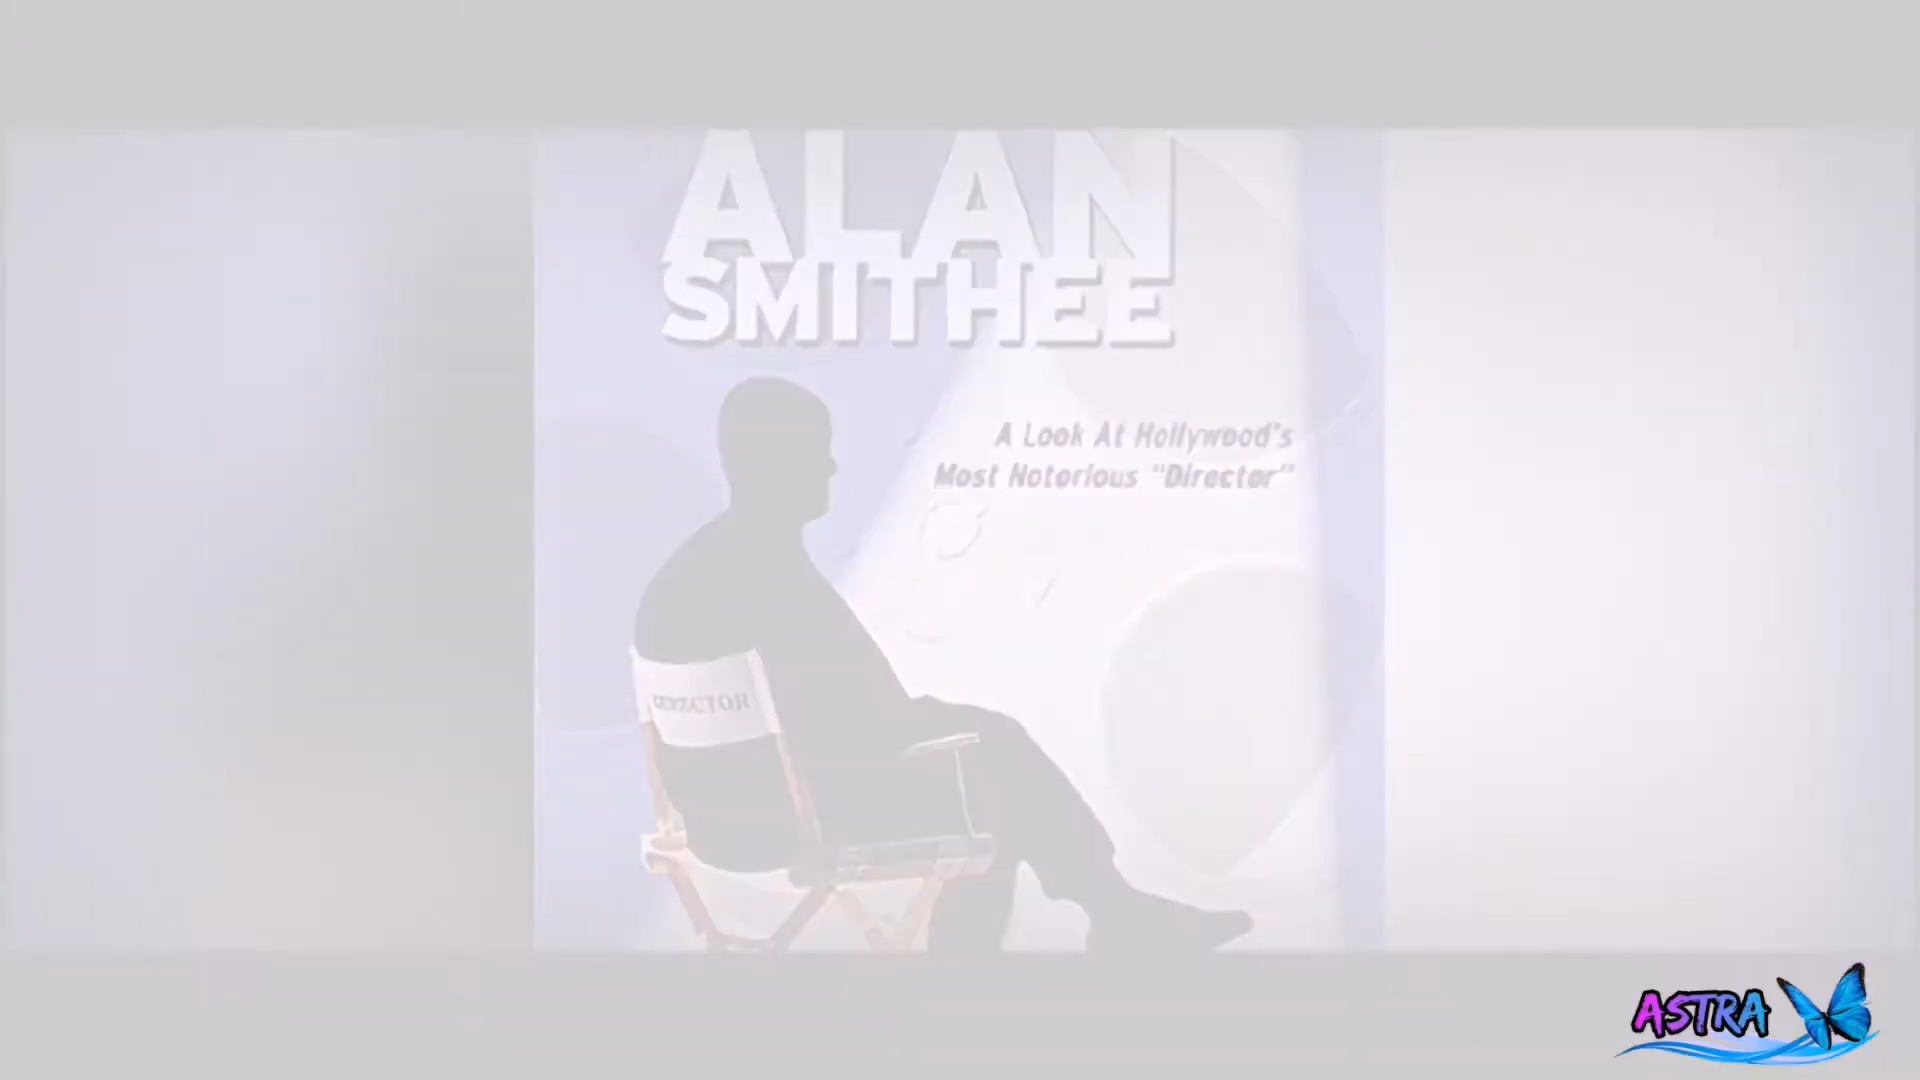 ALAN
SMITHEE
A Look At Hollywood's
Most Notorious "Director"
DIRECTOR
ASTRA